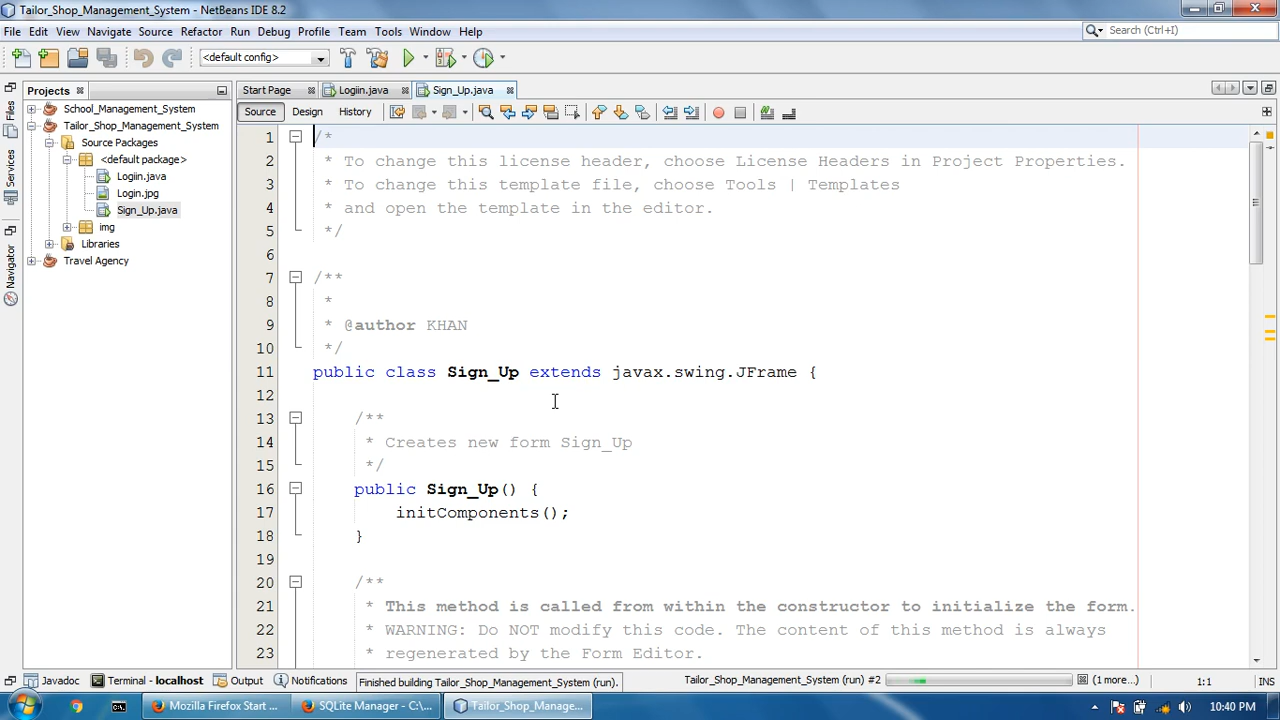 Tailor_Shop_Management_System - NetBeans IDE 8.2
File Edit View Navigate Source Refactor Run Debug Profile Team Tools Window Help
Search (Ctrl+I)
<default config>
Projects
Start Page
Logiin.java
Sign_Up.java
Files
Services
Navigator
School_Management_System
Tailor_Shop_Management_System
Source Packages
<default package>
Logiin.java
Login.jpg
Sign_Up.java
img
Libraries
Travel Agency
Source Design History
1 /*
2 * To change this license header, choose License Headers in Project Properties.
3 * To change this template file, choose Tools | Templates
4 * and open the template in the editor.
5 */
6
7 /**
8 *
9 * @author KHAN
10 */
11 public class Sign_Up extends javax.swing.JFrame {
12
13 /**
14 * Creates new form Sign_Up
15 */
16 public Sign_Up() {
17 initComponents();
18 }
19
20 /**
21 * This method is called from within the constructor to initialize the form.
22 * WARNING: Do NOT modify this code. The content of this method is always
23 * regenerated by the Form Editor.
Javadoc Terminal - localhost Output Notifications Finished building Tailor_Shop_Management_System (run). Tailor_Shop_Management_System (run) #2 (1 more...) 1:1 INS
Mozilla Firefox Start ... SQLite Manager - C:\... Tailor_Shop_Manage... 10:40 PM